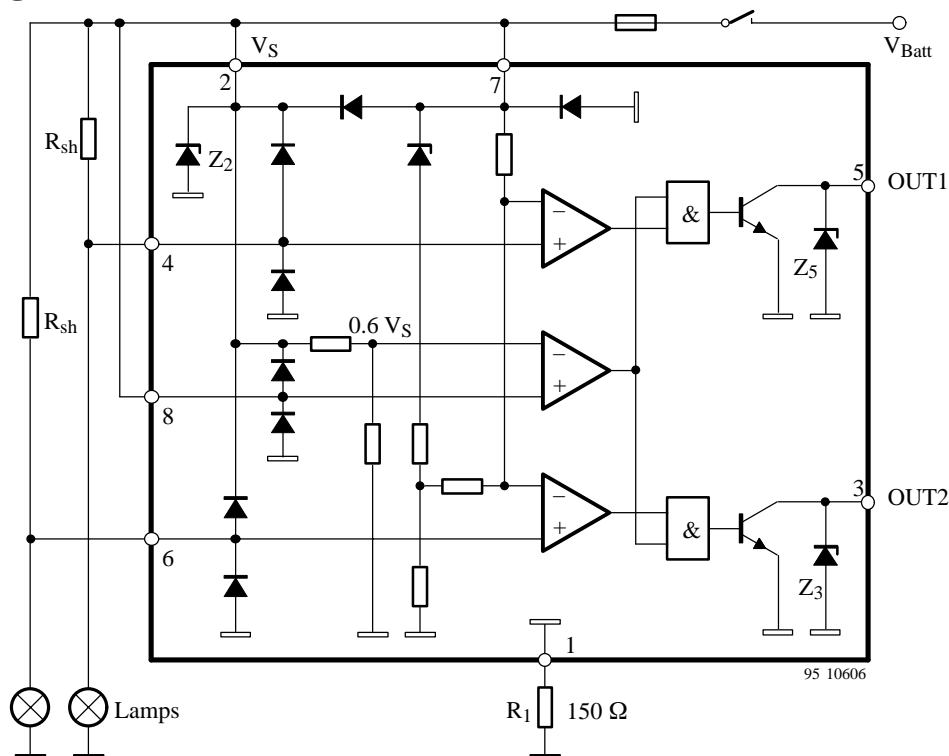 V_S
V_Batt
2
7
R_sh
Z_2
5
OUT1
&
−
+
4
Z_5
R_sh
0.6 V_S
−
+
8
3
OUT2
−
+
&
6
Z_3
1
95 10606
Lamps
R_1 150 Ω